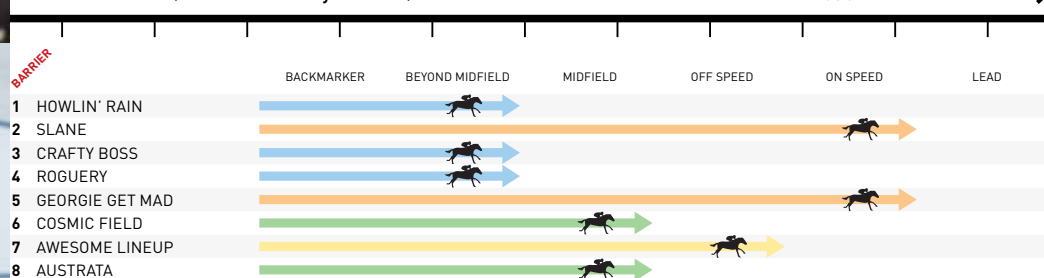 BARRIER
BACKMARKER BEYOND MIDFIELD MIDFIELD OFF SPEED ON SPEED LEAD
1 HOWLIN' RAIN
2 SLANE
3 CRAFTY BOSS
4 ROGUERY
5 GEORGIE GET MAD
6 COSMIC FIELD
7 AWESOME LINEUP
8 AUSTRATA